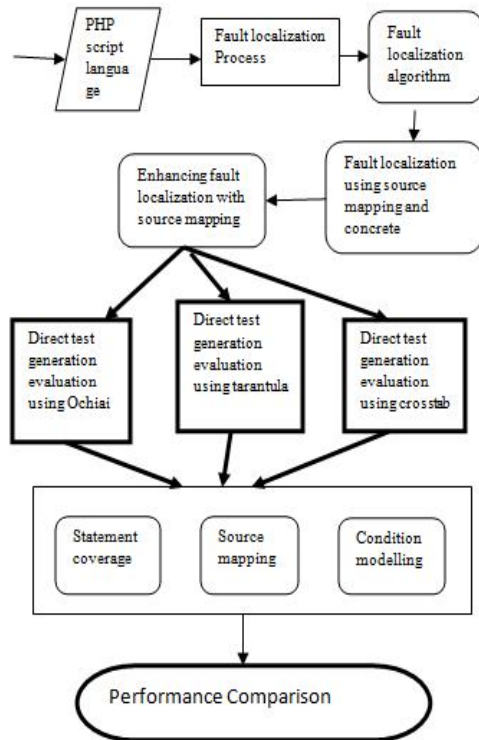 PHP
script
langua
ge
Fault localization
Process
Fault
localization
algorithm
Enhancing fault
localization with
source mapping
Fault localization
using source
mapping and
concrete
Direct test
generation
evaluation
using Ochiai
Direct test
generation
evaluation
using tarantula
Direct test
generation
evaluation
using crosstab
Statement
coverage
Source
mapping
Condition
modelling
Performance Comparison